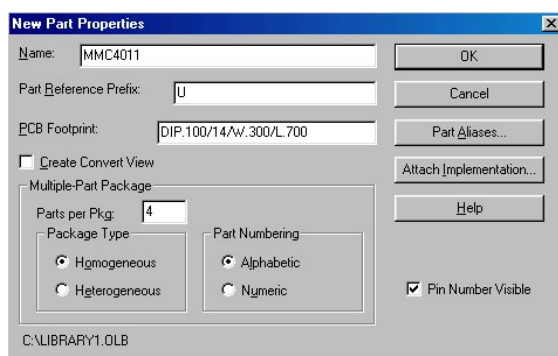 New Part Properties
Name: MMC4011
OK
Part Reference Prefix: U
Cancel
PCB Footprint: DIP.100/14/W.300/L.700
Part Aliases...
Create Convert View
Attach Implementation...
Multiple-Part Package
Parts per Pkg: 4
Help
Package Type
Part Numbering
Homogeneous
Alphabetic
Heterogeneous
Numeric
Pin Number Visible
C:\LIBRARY1.OLB